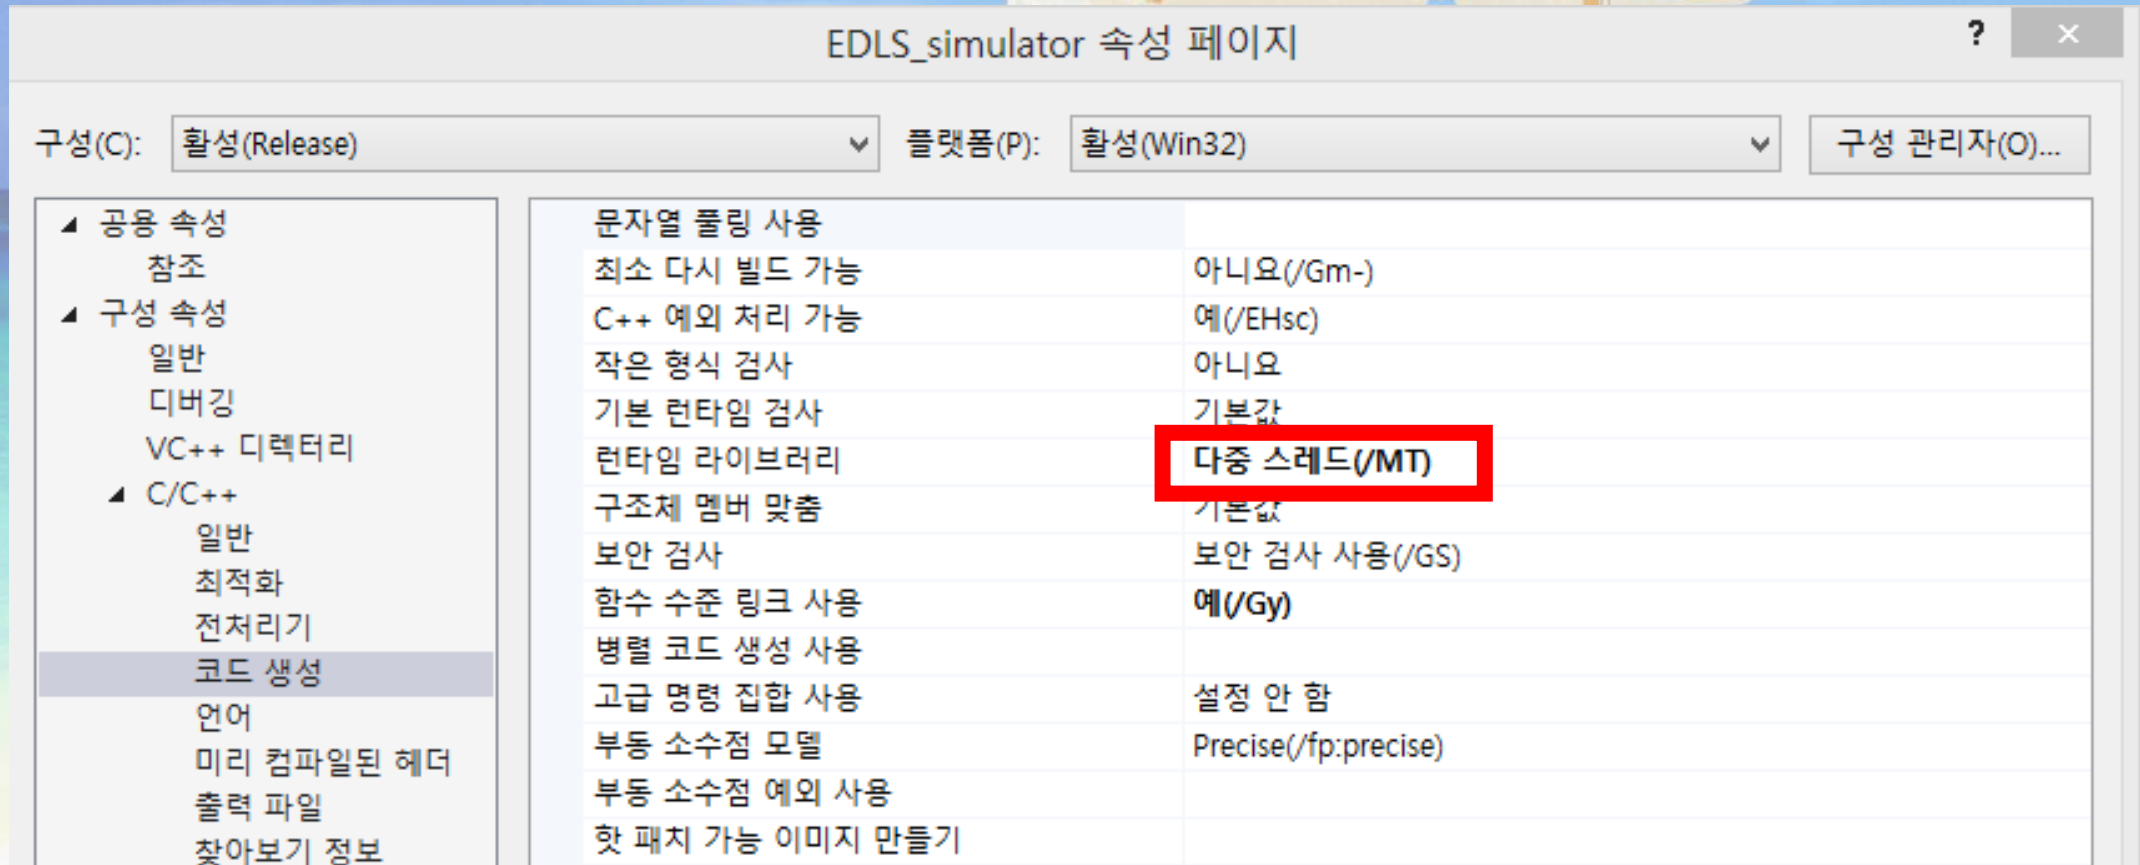 EDLS_simulator 속성 페이지
? ×
구성(C): 활성(Release) 플랫폼(P): 활성(Win32) 구성 관리자(O)...
공용 속성
참조
구성 속성
일반
디버깅
VC++ 디렉터리
C/C++
일반
최적화
전처리기
코드 생성
언어
미리 컴파일된 헤더
출력 파일
찾아보기 정보
문자열 풀링 사용
최소 다시 빌드 가능 아니요(/Gm-)
C++ 예외 처리 가능 예(/EHsc)
작은 형식 검사 아니요
기본 런타임 검사 기본값
런타임 라이브러리 다중 스레드(/MT)
구조체 멤버 맞춤 기본값
보안 검사 보안 검사 사용(/GS)
함수 수준 링크 사용 예(/Gy)
병렬 코드 생성 사용
고급 명령 집합 사용 설정 안 함
부동 소수점 모델 Precise(/fp:precise)
부동 소수점 예외 사용
핫 패치 가능 이미지 만들기